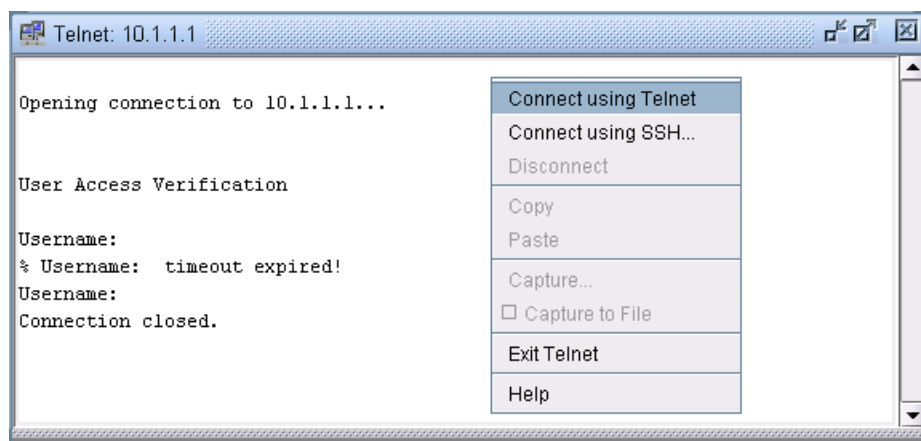 Telnet: 10.1.1.1
Opening connection to 10.1.1.1...
User Access Verification
Username:
% Username:  timeout expired!
Username:
Connection closed.
Connect using Telnet
Connect using SSH...
Disconnect
Copy
Paste
Capture...
Capture to File
Exit Telnet
Help